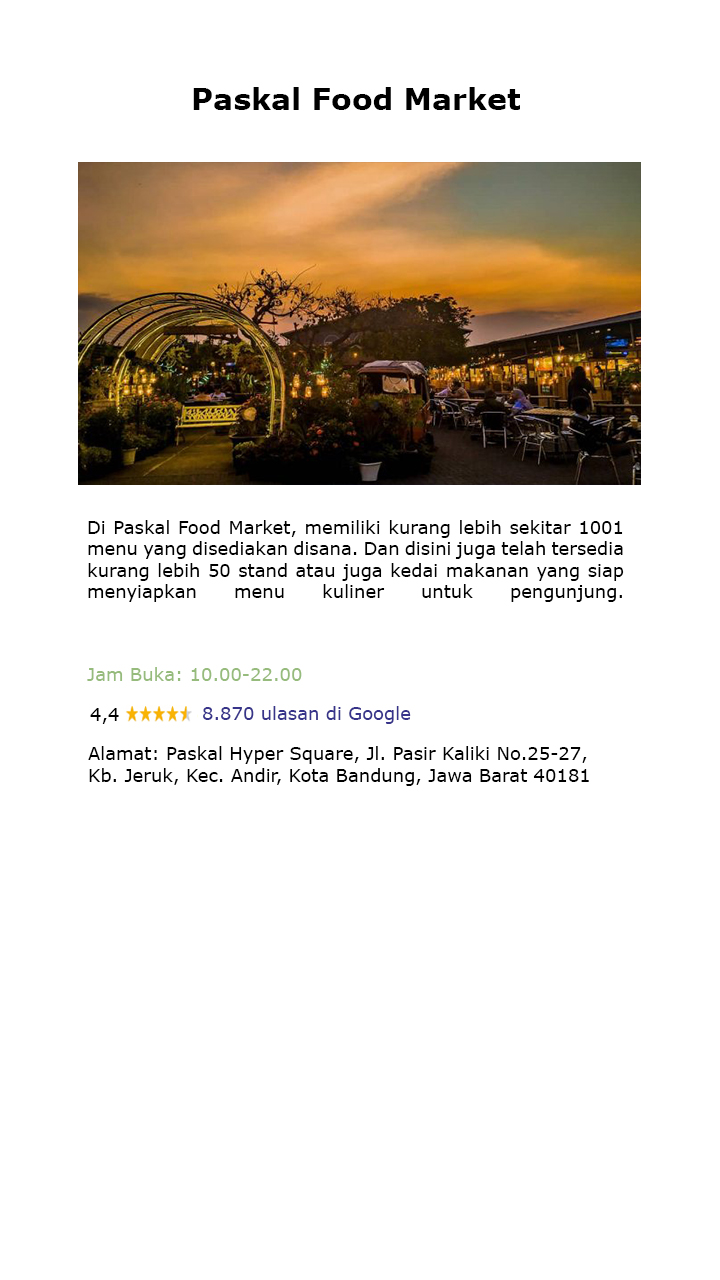 Paskal Food Market
Di Paskal Food Market, memiliki kurang lebih sekitar 1001
menu yang disediakan disana. Dan disini juga telah tersedia
kurang lebih 50 stand atau juga kedai makanan yang siap
menyiapkan menu kuliner untuk pengunjung.
Jam Buka: 10.00-22.00
4,4 8.870 ulasan di Google
Alamat: Paskal Hyper Square, Jl. Pasir Kaliki No.25-27,
Kb. Jeruk, Kec. Andir, Kota Bandung, Jawa Barat 40181